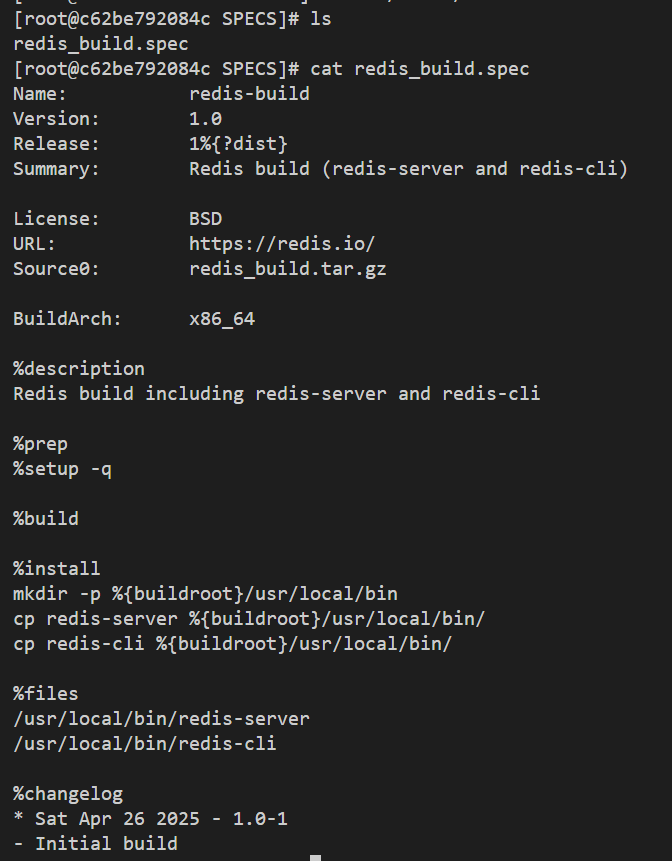 [root@c62be792084c SPECS]# ls
redis_build.spec
[root@c62be792084c SPECS]# cat redis_build.spec
Name:           redis-build
Version:        1.0
Release:        1%{?dist}
Summary:        Redis build (redis-server and redis-cli)

License:        BSD
URL:            https://redis.io/
Source0:        redis_build.tar.gz

BuildArch:      x86_64

%description
Redis build including redis-server and redis-cli

%prep
%setup -q

%build

%install
mkdir -p %{buildroot}/usr/local/bin
cp redis-server %{buildroot}/usr/local/bin/
cp redis-cli %{buildroot}/usr/local/bin/

%files
/usr/local/bin/redis-server
/usr/local/bin/redis-cli

%changelog
* Sat Apr 26 2025 - 1.0-1
- Initial build